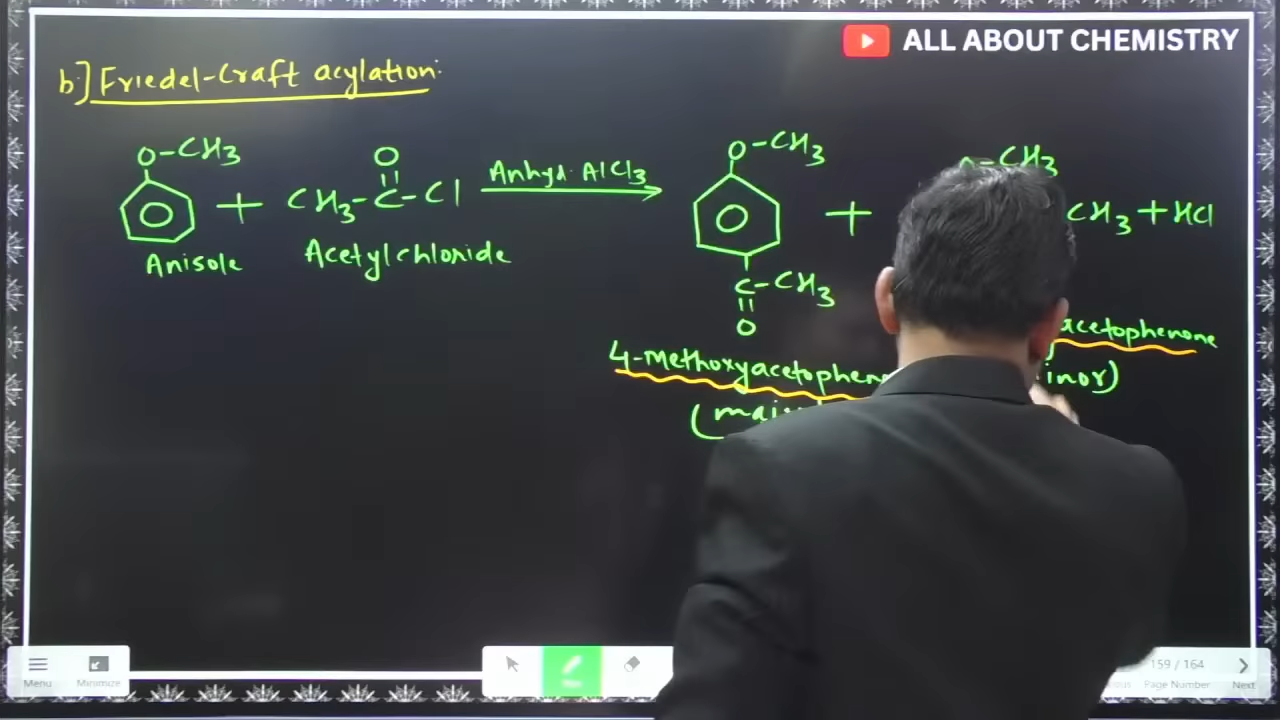 ALL ABOUT CHEMISTRY
b] Friedel-Craft acylation:
O-CH3
O
O-CH3
-CH3
+ CH3-C-Cl
Anhyd. AlCl3
+
CH3 + HCl
Anisole
Acetylchloride
C-CH3
O
acetophenone
4-Methoxyacetophen
inor)
Menu
Minimize
159 / 164
Page Number
Next